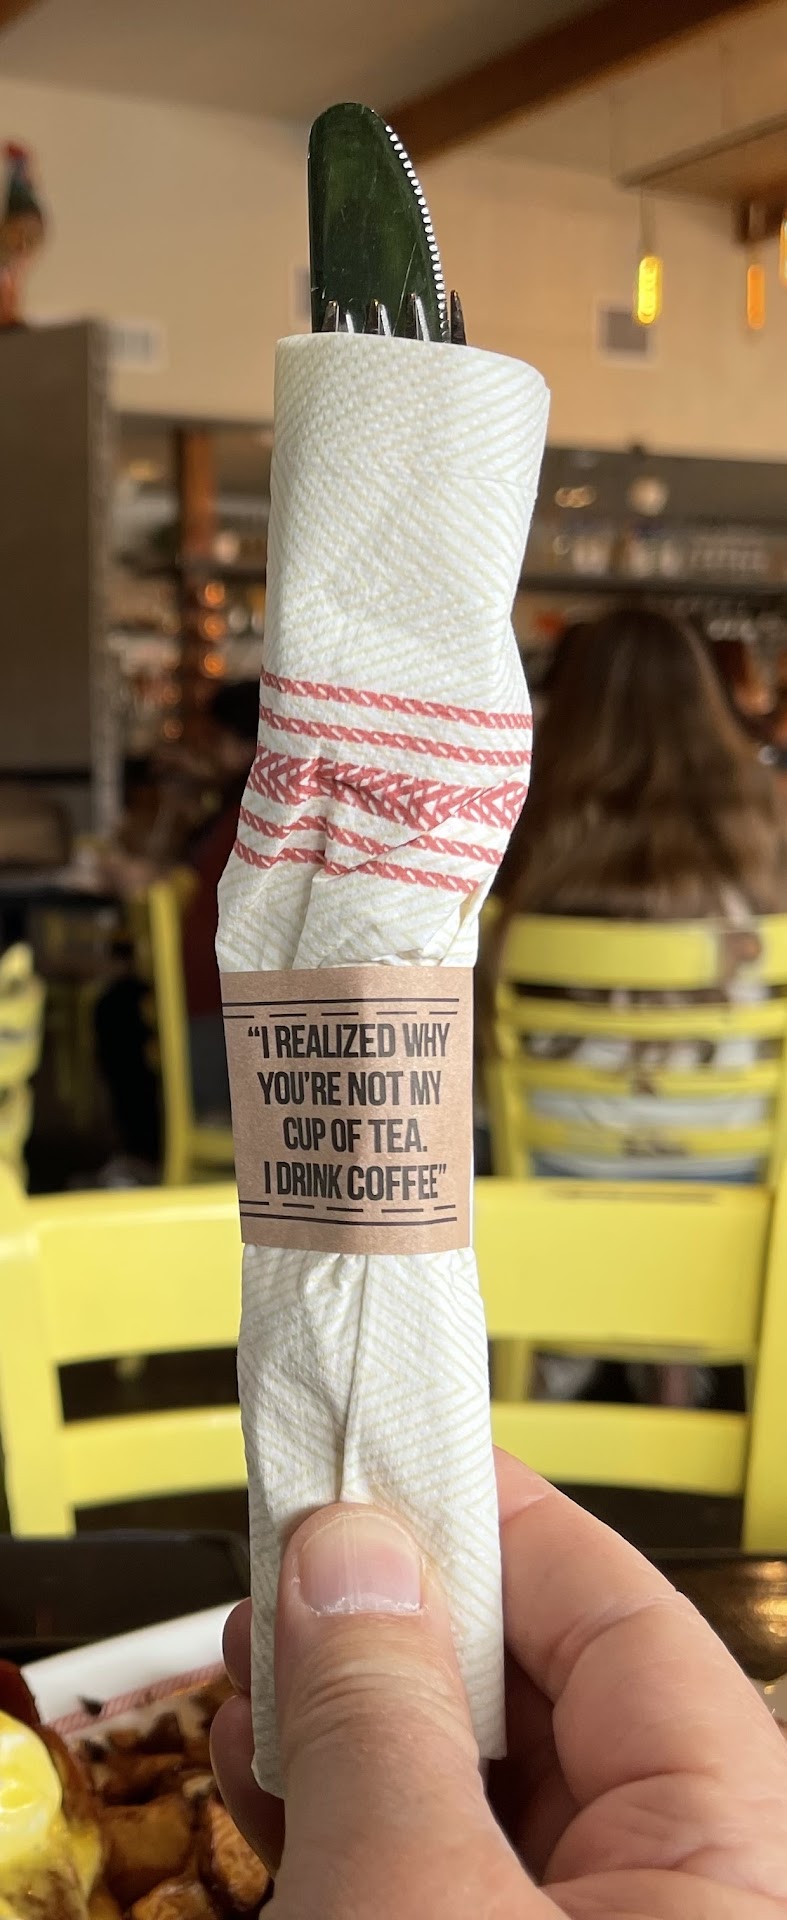 “I REALIZED WHY
YOU'RE NOT MY
CUP OF TEA.
I DRINK COFFEE”